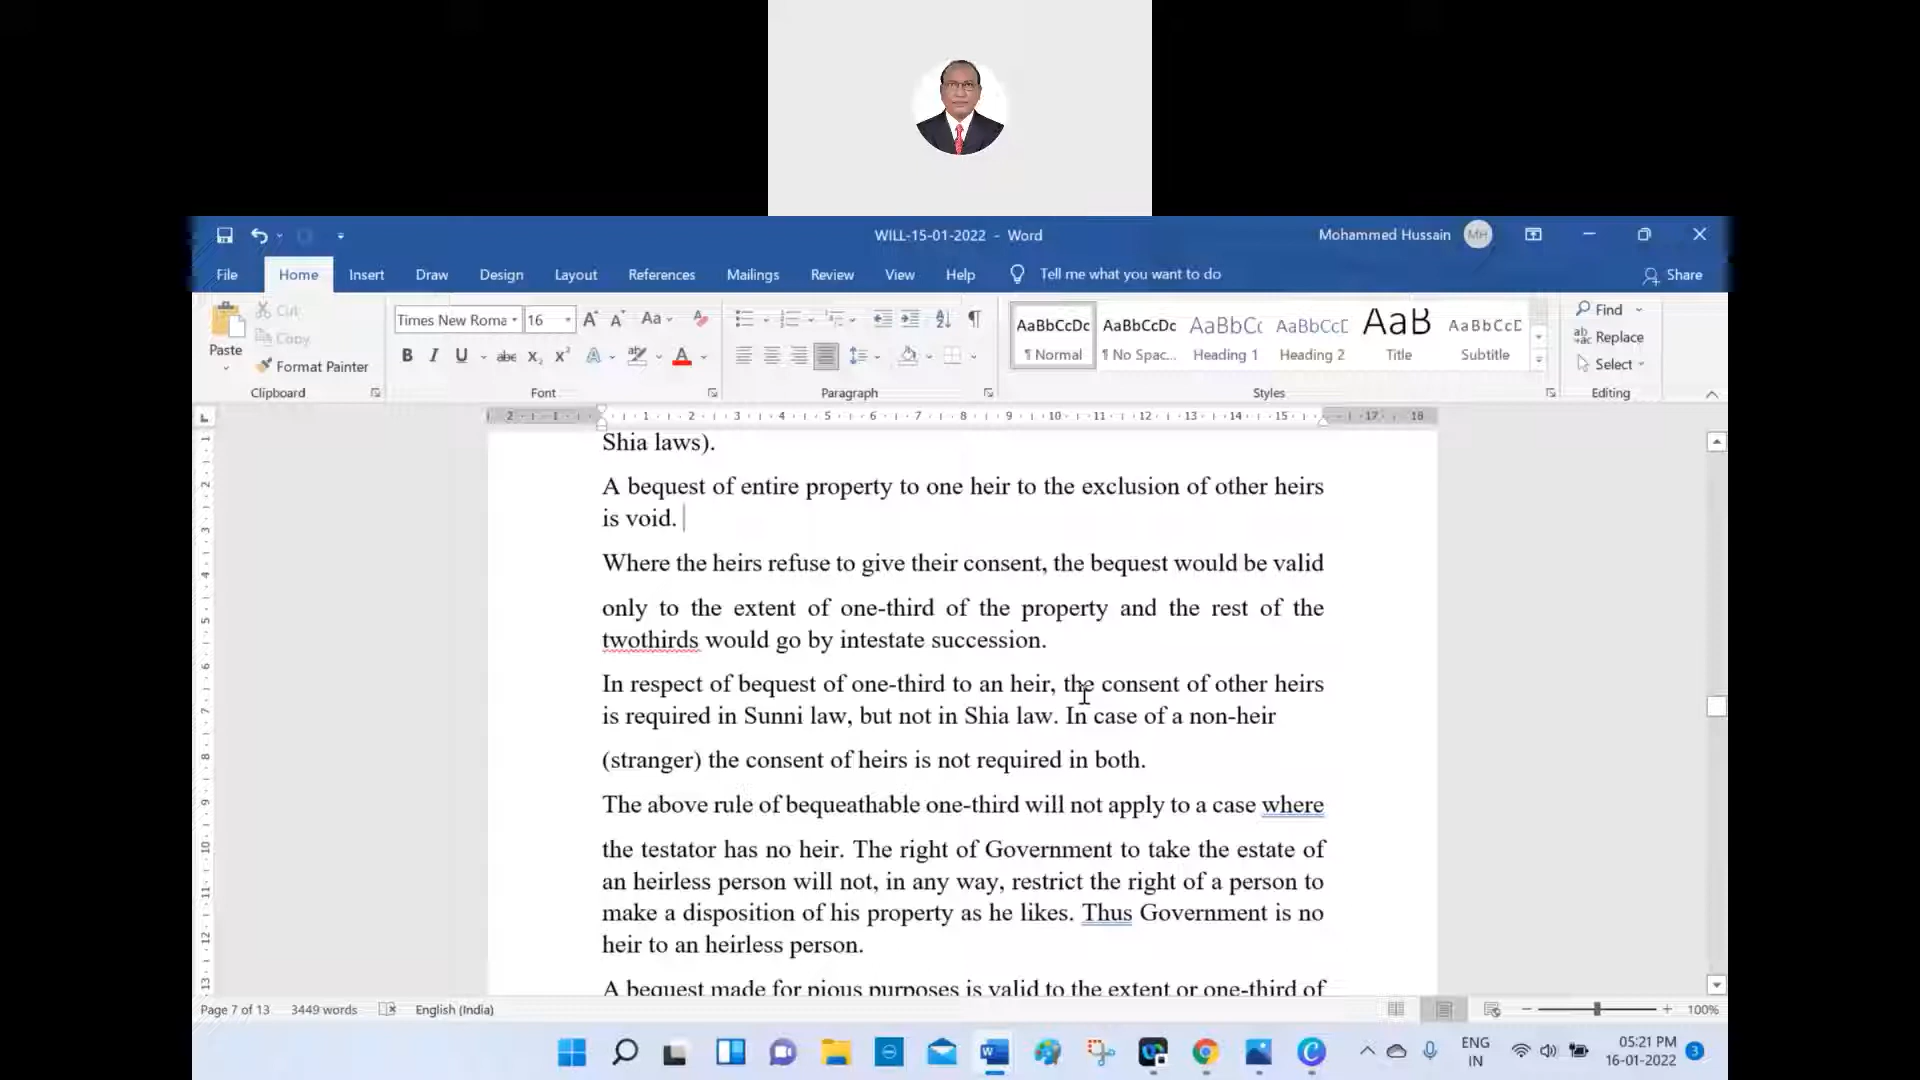 WILL-15-01-2022 - Word
Mohammed Hussain
MH
File Home Insert Draw Design Layout References Mailings Review View Help Tell me what you want to do Share
Paste
Cut
Copy
Format Painter
Clipboard
Times New Roma 16
Font
Paragraph
AaBbCcDc AaBbCcDc AaBbCc AaBbCcC AaB AaBbCcD
¶ Normal ¶ No Spac... Heading 1 Heading 2 Title Subtitle
Styles
Find
Replace
Select
Editing
Shia laws).
A bequest of entire property to one heir to the exclusion of other heirs
is void.
Where the heirs refuse to give their consent, the bequest would be valid
only to the extent of one-third of the property and the rest of the
twothirds would go by intestate succession.
In respect of bequest of one-third to an heir, the consent of other heirs
is required in Sunni law, but not in Shia law. In case of a non-heir
(stranger) the consent of heirs is not required in both.
The above rule of bequeathable one-third will not apply to a case where
the testator has no heir. The right of Government to take the estate of
an heirless person will not, in any way, restrict the right of a person to
make a disposition of his property as he likes. Thus Government is no
heir to an heirless person.
A bequest made for pious purposes is valid to the extent or one-third of
Page 7 of 13 3449 words English (India) 100%
ENG
IN
05:21 PM
16-01-2022
3